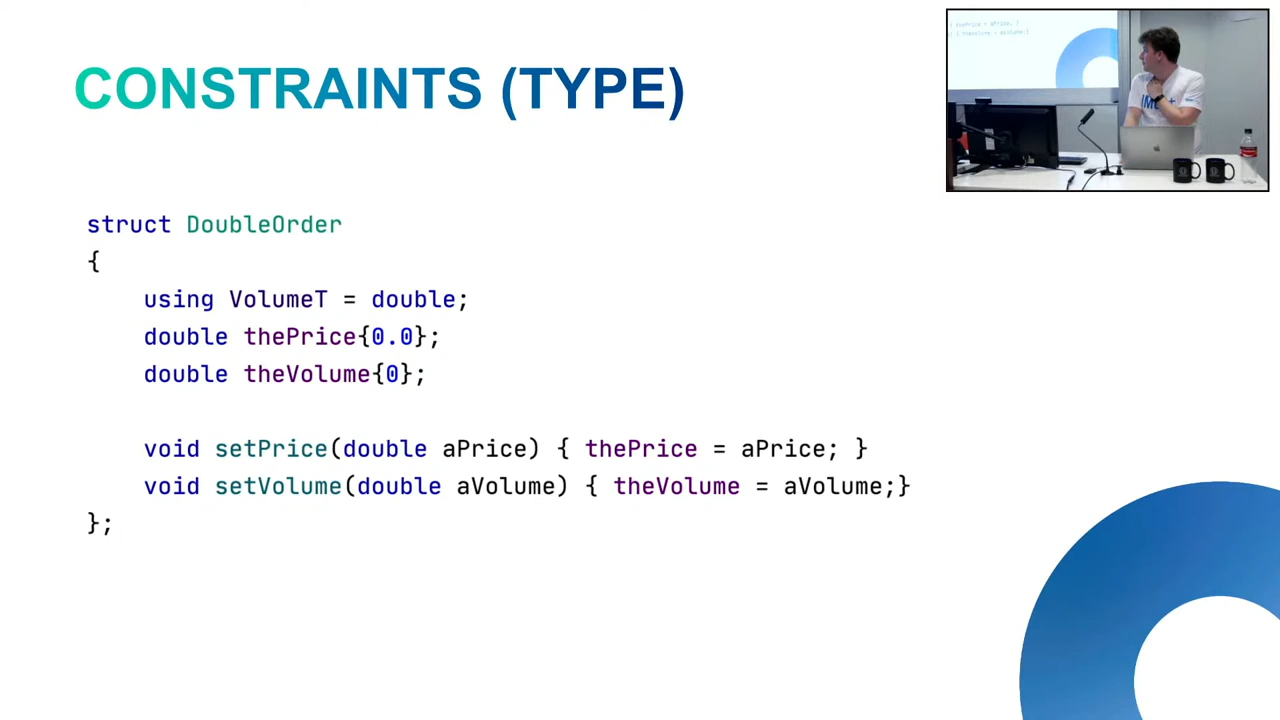 CONSTRAINTS (TYPE)
struct DoubleOrder
{
using VolumeT = double;
double thePrice{0.0};
double theVolume{0};
void setPrice(double aPrice) { thePrice = aPrice; }
void setVolume(double aVolume) { theVolume = aVolume;}
};